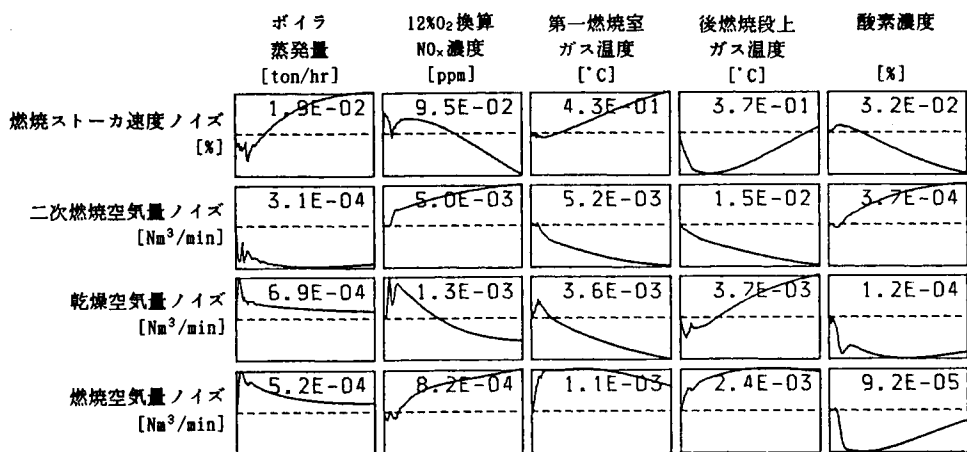 ボイラ 12%O₂換算 第一燃焼室 後燃焼段上 酸素濃度
蒸発量 NOₓ濃度 ガス温度 ガス温度
[ton/hr] [ppm] [˚C] [˚C] [%]
燃焼ストーカ速度ノイズ 1.9E-02 9.5E-02 4.3E-01 3.7E-01 3.2E-02
[%]
二次燃焼空気量ノイズ 3.1E-04 5.0E-03 5.2E-03 1.5E-02 3.7E-04
[Nm³/min]
乾燥空気量ノイズ 6.9E-04 1.3E-03 3.6E-03 3.7E-03 1.2E-04
[Nm³/min]
燃焼空気量ノイズ 5.2E-04 8.2E-04 1.1E-03 2.4E-03 9.2E-05
[Nm³/min]